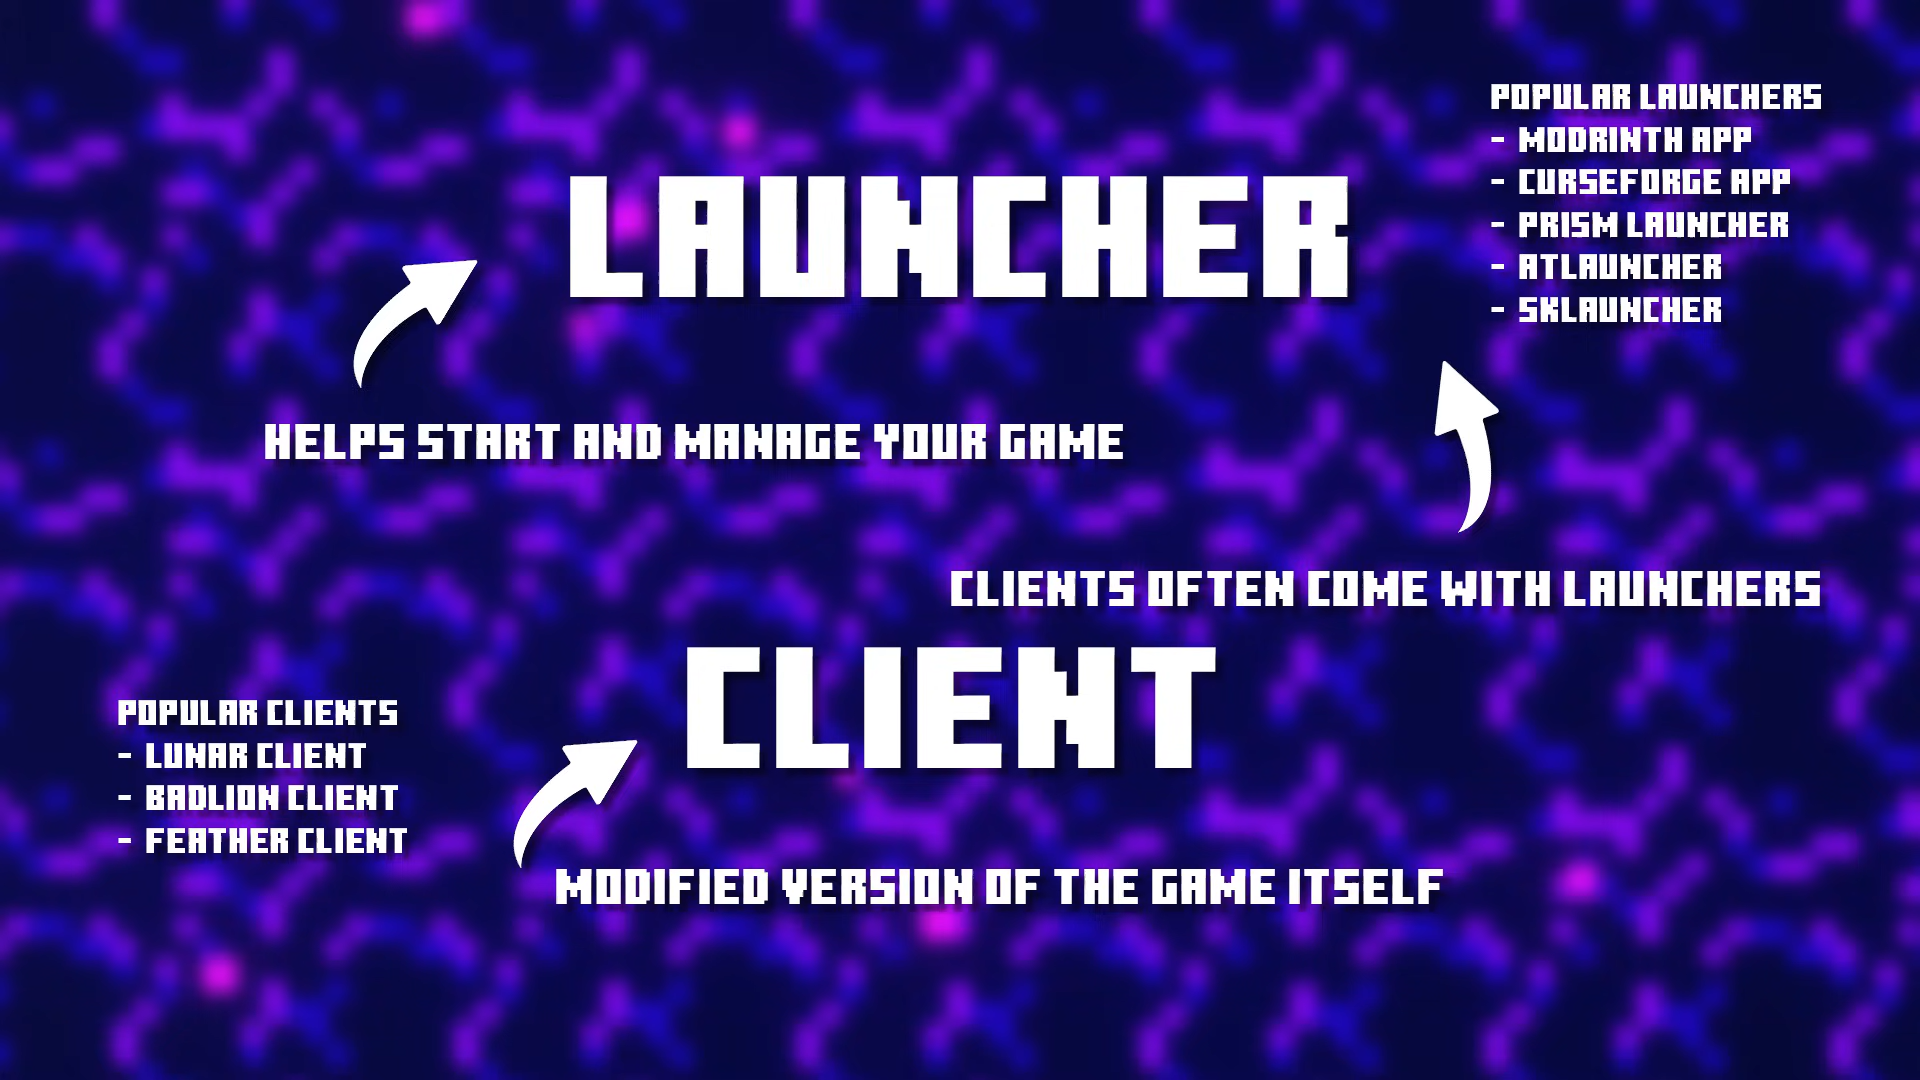 LAUNCHER
HELPS START AND MANAGE YOUR GAME
POPULAR LAUNCHERS
- MODRINTH APP
- CURSEFORGE APP
- PRISM LAUNCHER
- ATLAUNCHER
- SKLAUNCHER
CLIENTS OFTEN COME WITH LAUNCHERS
CLIENT
POPULAR CLIENTS
- LUNAR CLIENT
- BADLION CLIENT
- FEATHER CLIENT
MODIFIED VERSION OF THE GAME ITSELF